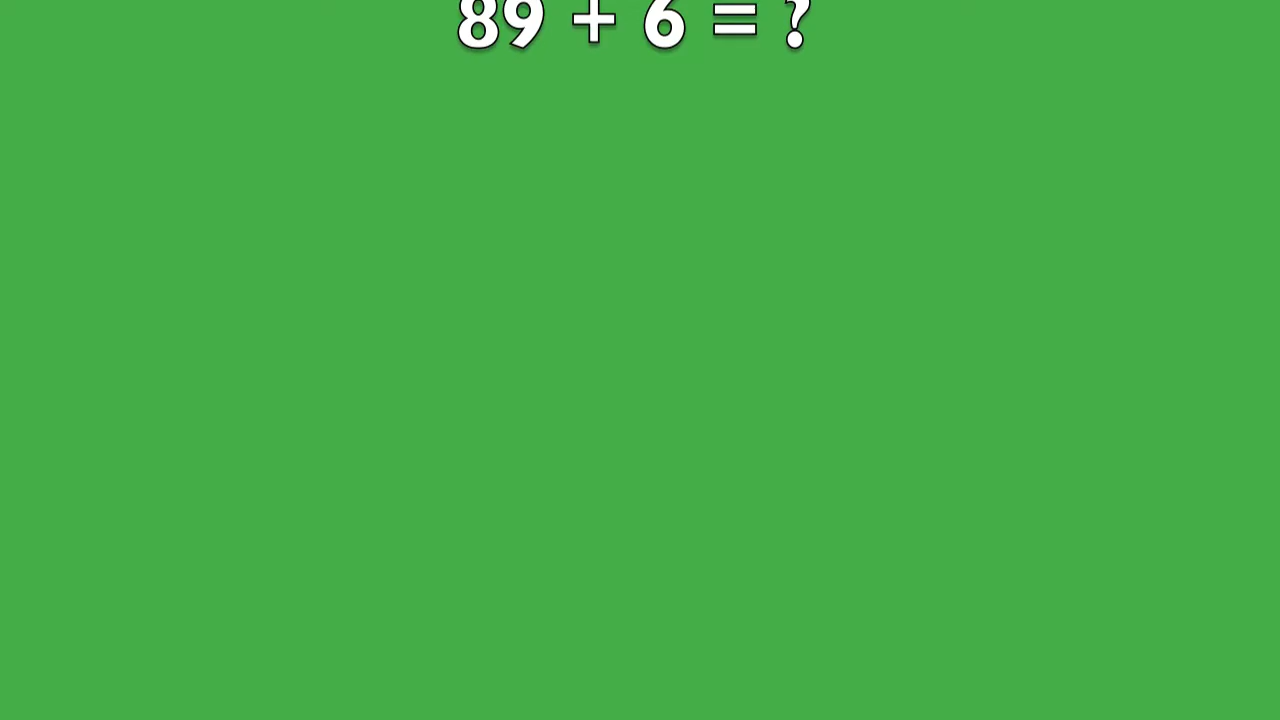 89 + 6 = ?